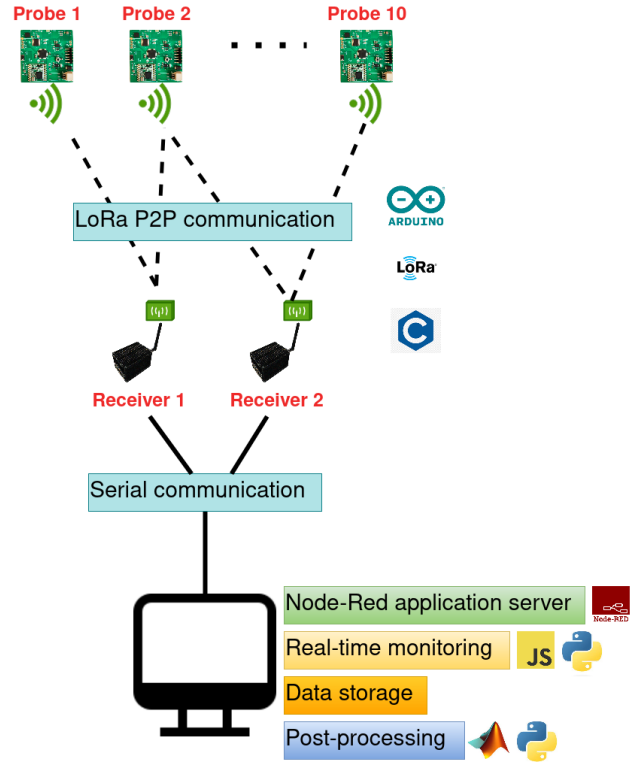 Probe 1
Probe 2
Probe 10
LoRa P2P communication
ARDUINO
LoRa
C
Receiver 1
Receiver 2
Serial communication
Node-Red application server
Node-RED
Real-time monitoring
JS
Data storage
Post-processing